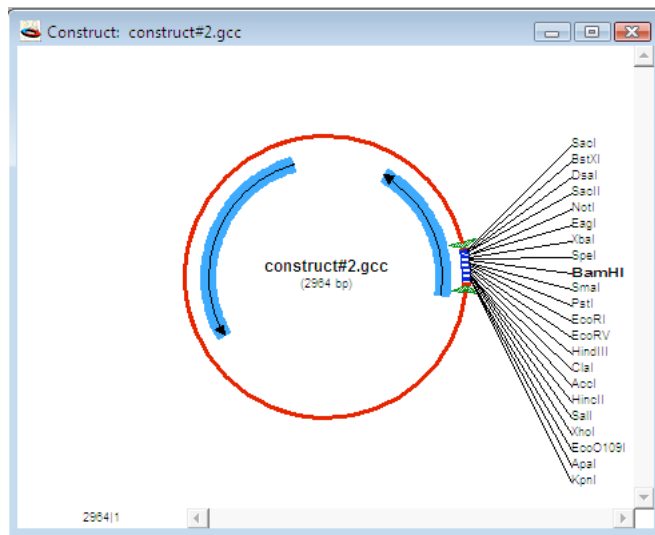 Construct: construct#2.gcc
construct#2.gcc
(2964 bp)
SacI
BstXI
DsaI
SacII
NotI
EagI
XbaI
SpeI
BamHI
SmaI
PstI
EcoRI
EcoRV
HindIII
ClaI
AccI
HincII
SalI
XhoI
EcoO109I
ApaI
KpnI
2964|1